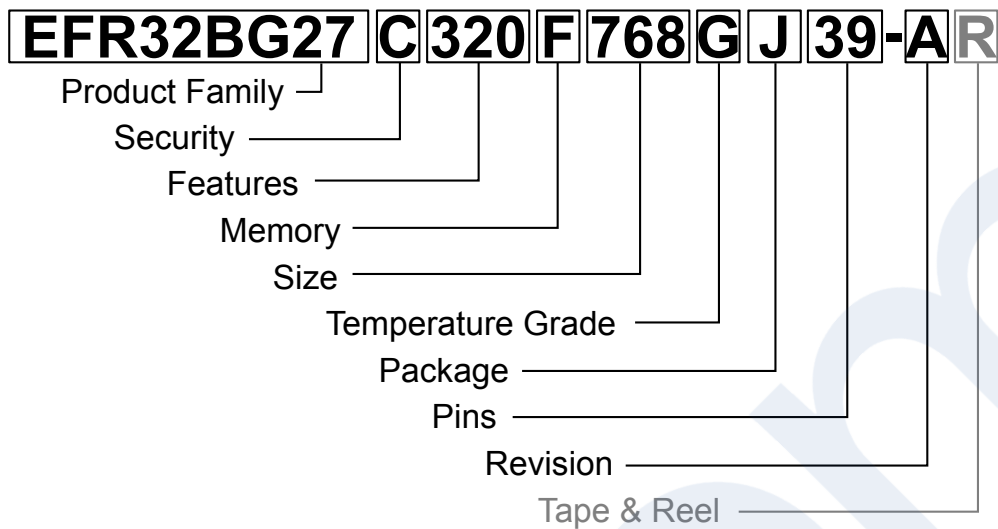 EFR32BG27 C 320 F 768 G J 39-A R
Product Family
Security
Features
Memory
Size
Temperature Grade
Package
Pins
Revision
Tape & Reel